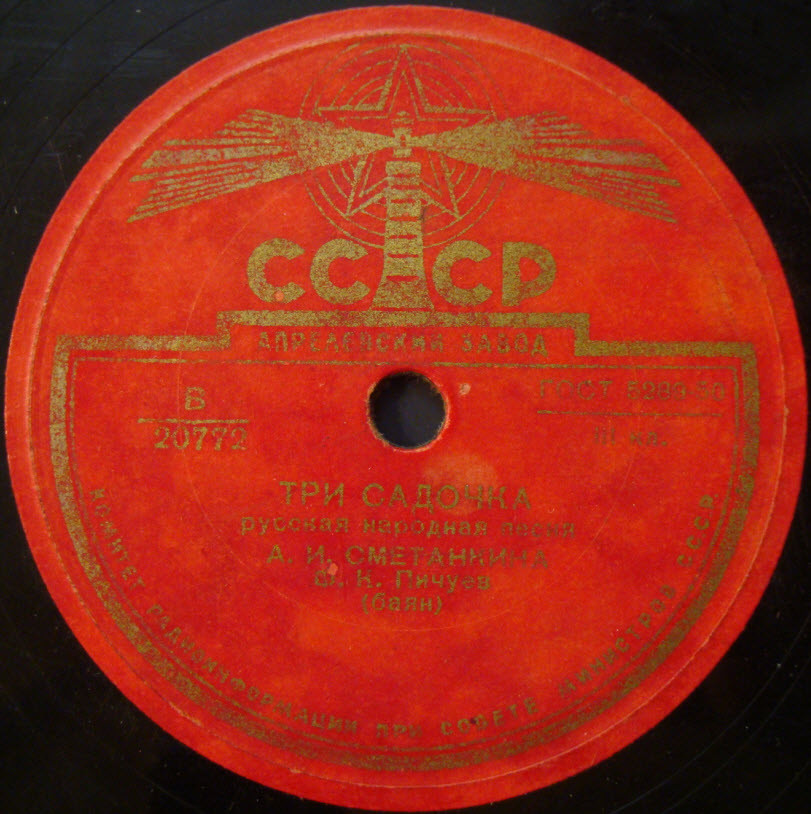 СССР
АПРЕЛЕВСКИЙ ЗАВОД
В
20772
ГОСТ 5289-50
III кл.
ТРИ САДОЧКА
русская народная песня
А. И. СМЕТАНКИНА
К. Пичуев
(баян)
КОМИТЕТ РАДИОИНФОРМАЦИИ ПРИ СОВЕТЕ МИНИСТРОВ СССР